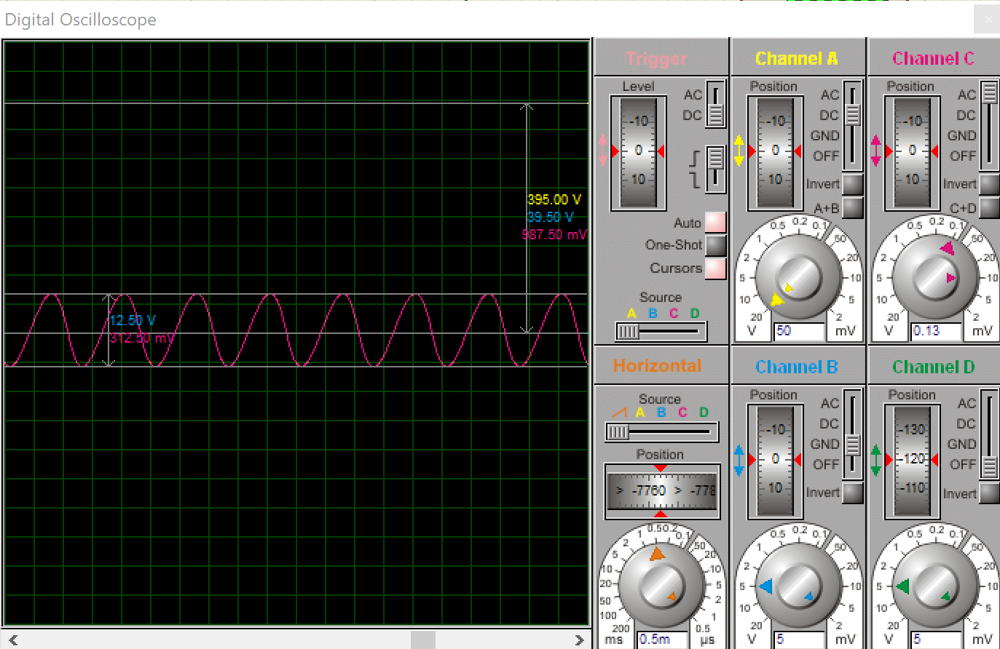 Digital Oscilloscope
×
395.00 V
39.50 V
987.50 mV
12.50 V
312.50 mV
Trigger
Level
-10
0
10
AC
DC
Auto
One-Shot
Cursors
Source
A B C D
Channel A
Position
-10
0
10
AC
DC
GND
OFF
Invert
A+B
20 10 5 2 1 0.5 0.2 0.1 50 20 10 5 2
V
50
mV
Channel C
Position
-10
0
10
AC
DC
GND
OFF
Invert
C+D
20 10 5 2 1 0.5 0.2 0.1 50 20 10 5 2
V
0.13
mV
Horizontal
Source
A B C D
Position
> -7760 > -778
200 100 50 20 10 5 2 1 0.5 0.2 0.1 50 20 10 5 2 1 0.5
ms
0.5m
µs
Channel B
Position
-10
0
10
AC
DC
GND
OFF
Invert
20 10 5 2 1 0.5 0.2 0.1 50 20 10 5 2
V
5
mV
Channel D
Position
-130
-120
-110
AC
DC
GND
OFF
Invert
20 10 5 2 1 0.5 0.2 0.1 50 20 10 5 2
V
5
mV